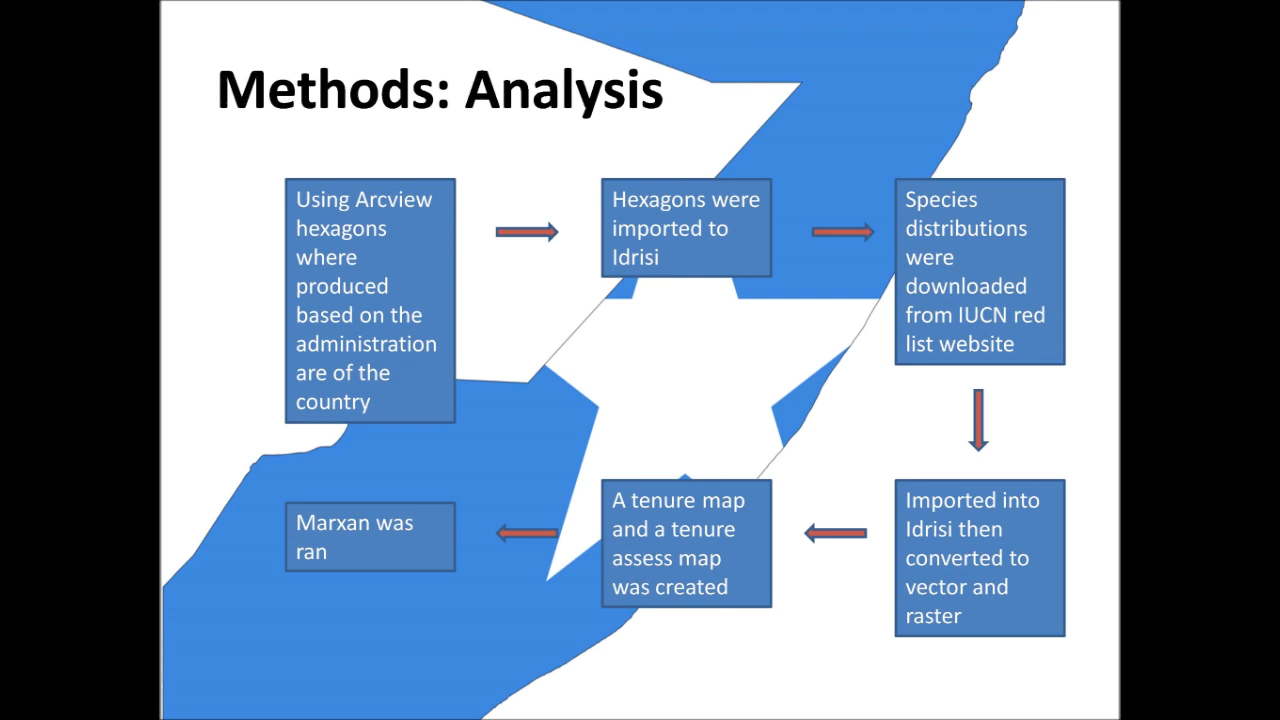 Methods: Analysis
Using Arcview
hexagons
where
produced
based on the
administration
are of the
country
Hexagons were
imported to
Idrisi
Species
distributions
were
downloaded
from IUCN red
list website
Imported into
Idrisi then
converted to
vector and
raster
A tenure map
and a tenure
assess map
was created
Marxan was
ran